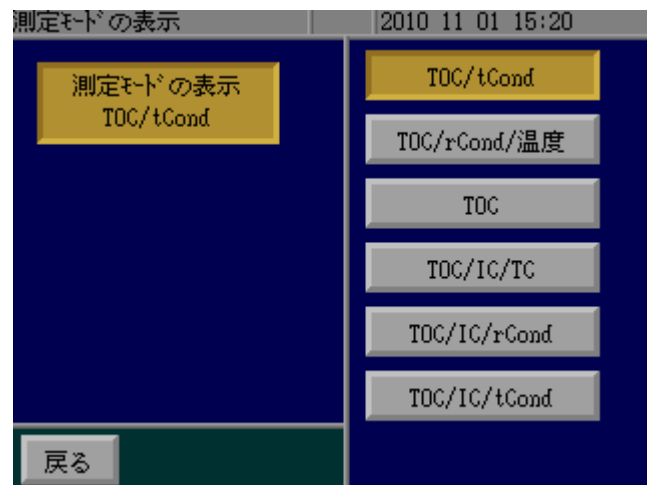 測定ﾓｰﾄﾞの表示
2010 11 01 15:20
測定ﾓｰﾄﾞの表示
TOC/tCond
TOC/tCond
TOC/rCond/温度
TOC
TOC/IC/TC
TOC/IC/rCond
TOC/IC/tCond
戻る